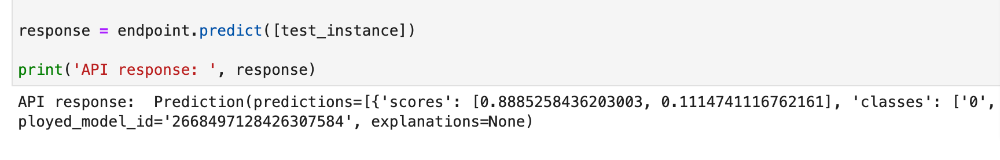 response = endpoint.predict([test_instance])
print('API response: ', response)
API response:  Prediction(predictions=[{'scores': [0.8885258436203003, 0.1114741116762161], 'classes': ['0',
ployed_model_id='2668497128426307584', explanations=None)